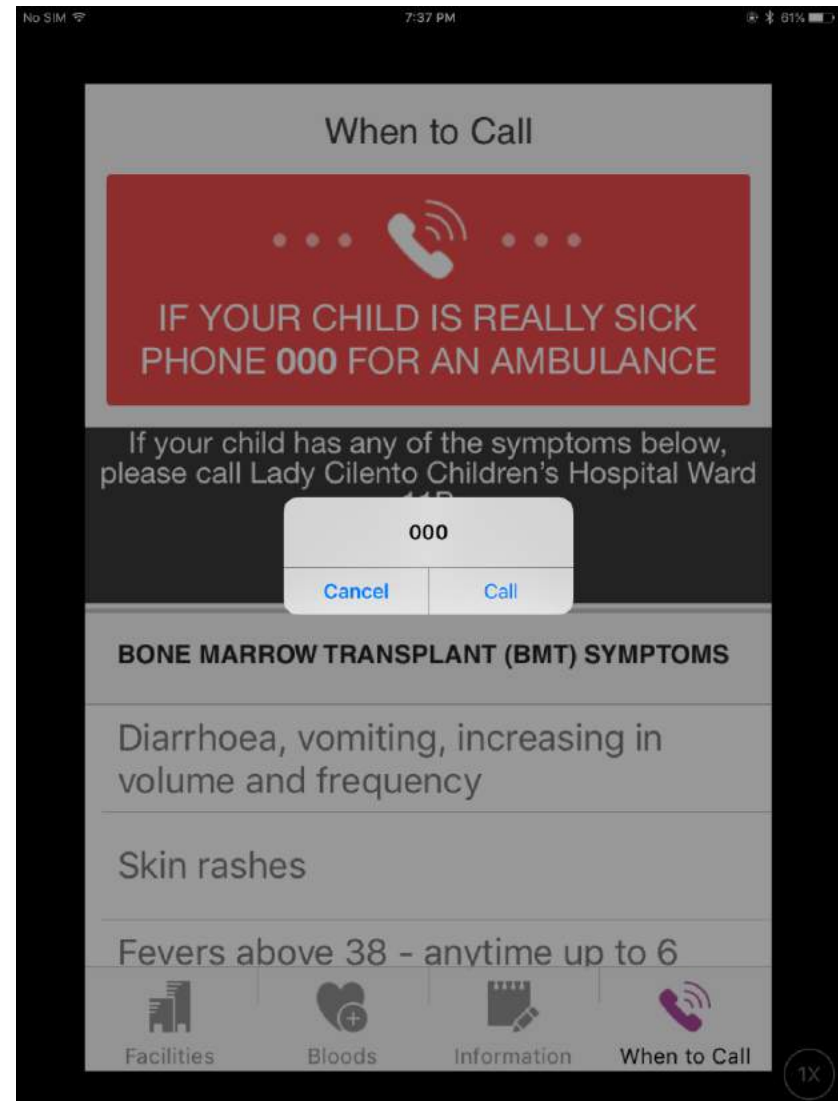 No SIM 7:37 PM 61%
When to Call
IF YOUR CHILD IS REALLY SICK
PHONE 000 FOR AN AMBULANCE
If your child has any of the symptoms below,
please call Lady Cilento Children's Hospital Ward
000
Cancel Call
BONE MARROW TRANSPLANT (BMT) SYMPTOMS
Diarrhoea, vomiting, increasing in
volume and frequency
Skin rashes
Fevers above 38 - anytime up to 6
Facilities Bloods Information When to Call
1X